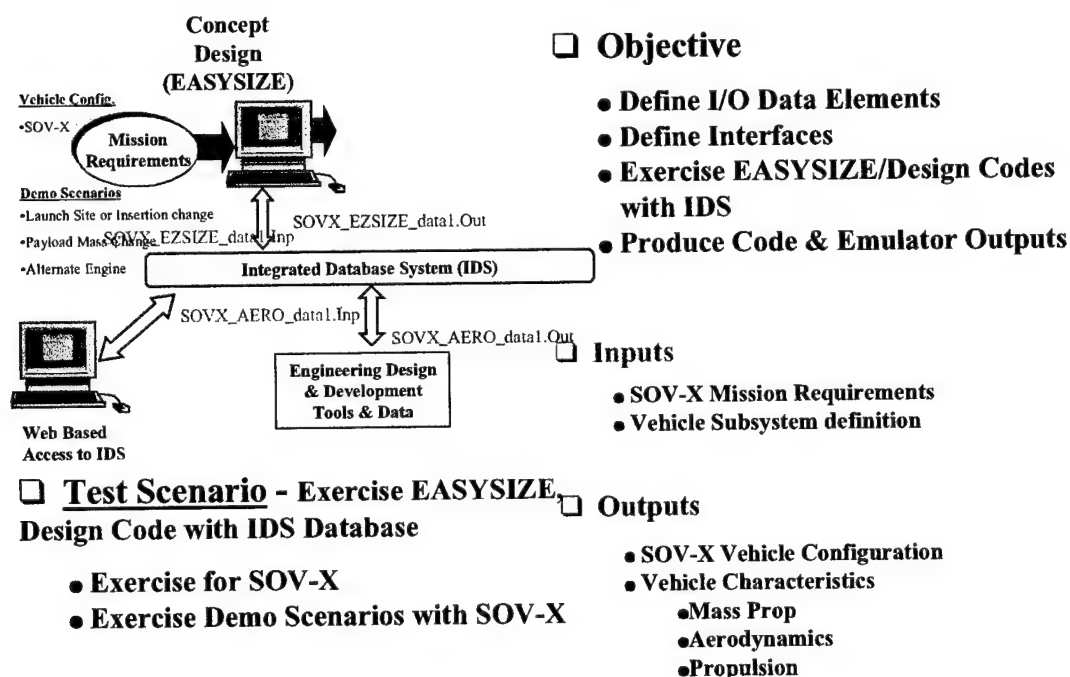 Concept
Design
(EASYSIZE)
Vehicle Config.
•SOV-X
Mission
Requirements
Demo Scenarios
•Launch Site or Insertion change
•Payload Mass Change
•Alternate Engine
SOVX_EZSIZE_data1.Inp
SOVX_EZSIZE_data1.Out
Integrated Database System (IDS)
SOVX_AERO_data1.Inp
SOVX_AERO_data1.Out
Engineering Design
& Development
Tools & Data
Web Based
Access to IDS
❑ Test Scenario - Exercise EASYSIZE,
Design Code with IDS Database
• Exercise for SOV-X
• Exercise Demo Scenarios with SOV-X
❑ Objective
• Define I/O Data Elements
• Define Interfaces
• Exercise EASYSIZE/Design Codes
with IDS
• Produce Code & Emulator Outputs
❑ Inputs
• SOV-X Mission Requirements
• Vehicle Subsystem definition
❑ Outputs
• SOV-X Vehicle Configuration
• Vehicle Characteristics
•Mass Prop
•Aerodynamics
•Propulsion